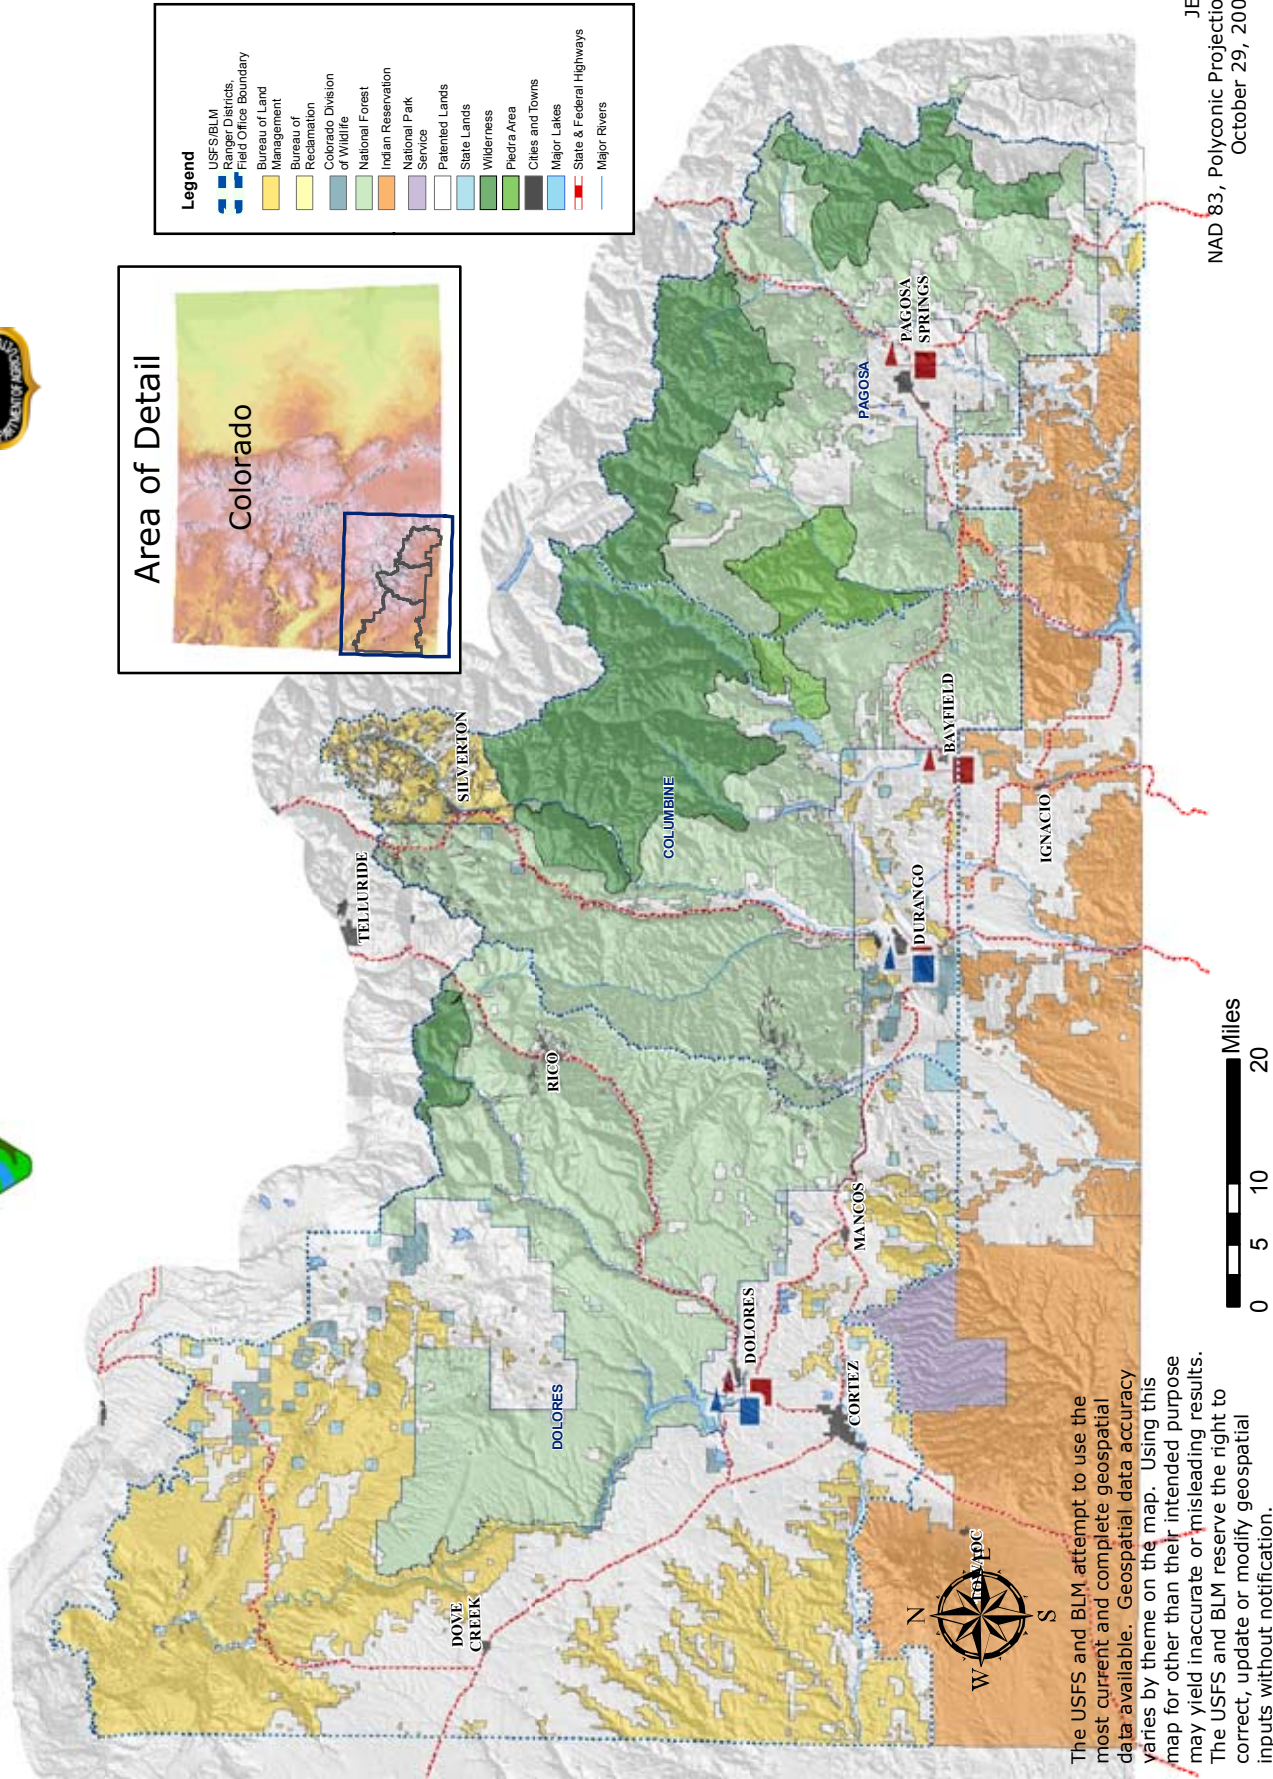 MENT OF AGRICU
Area of Detail
Colorado
Legend
USFS/BLM
Ranger Districts,
Field Office Boundary
Bureau of Land
Management
Bureau of
Reclamation
Colorado Division
of Wildlife
National Forest
Indian Reservation
National Park
Service
Patented Lands
State Lands
Wilderness
Piedra Area
Cities and Towns
Major Lakes
State & Federal Highways
Major Rivers
TELLURIDE
SILVERTON
RICO
DOVE
CREEK
DOLORES
COLUMBINE
PAGOSA
PAGOSA
SPRINGS
DOLORES
MANCOS
CORTEZ
DURANGO
BAYFIELD
IGNACIO
TOWAOC
N
W
E
S
The USFS and BLM attempt to use the
most current and complete geospatial
data available. Geospatial data accuracy
varies by theme on the map. Using this
map for other than their intended purpose
may yield inaccurate or misleading results.
The USFS and BLM reserve the right to
correct, update or modify geospatial
inputs without notification.
Miles
0 5 10 20
JE
NAD 83, Polyconic Projectio
October 29, 200